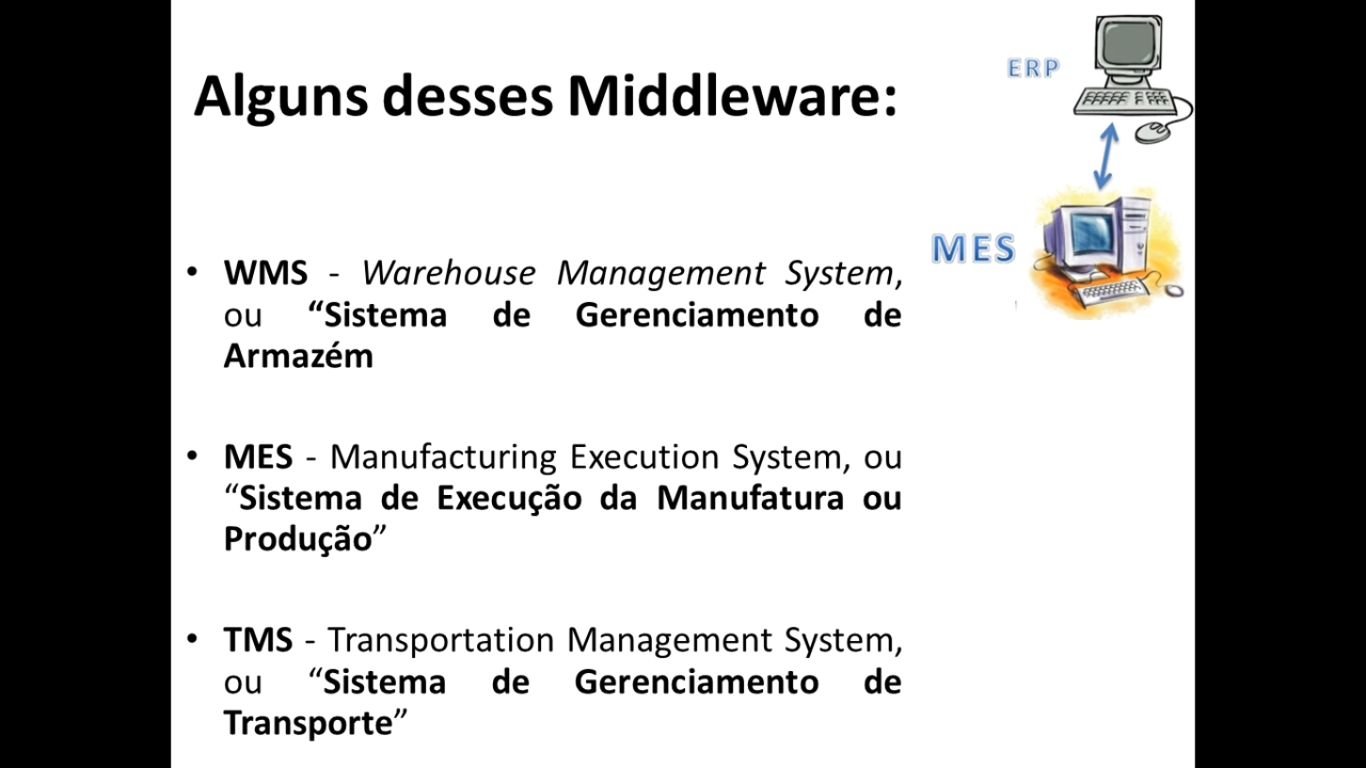 Alguns desses Middleware:
ERP
MES
• WMS - Warehouse Management System,
ou “Sistema de Gerenciamento de
Armazém
• MES - Manufacturing Execution System, ou
“Sistema de Execução da Manufatura ou
Produção”
• TMS - Transportation Management System,
ou “Sistema de Gerenciamento de
Transporte”